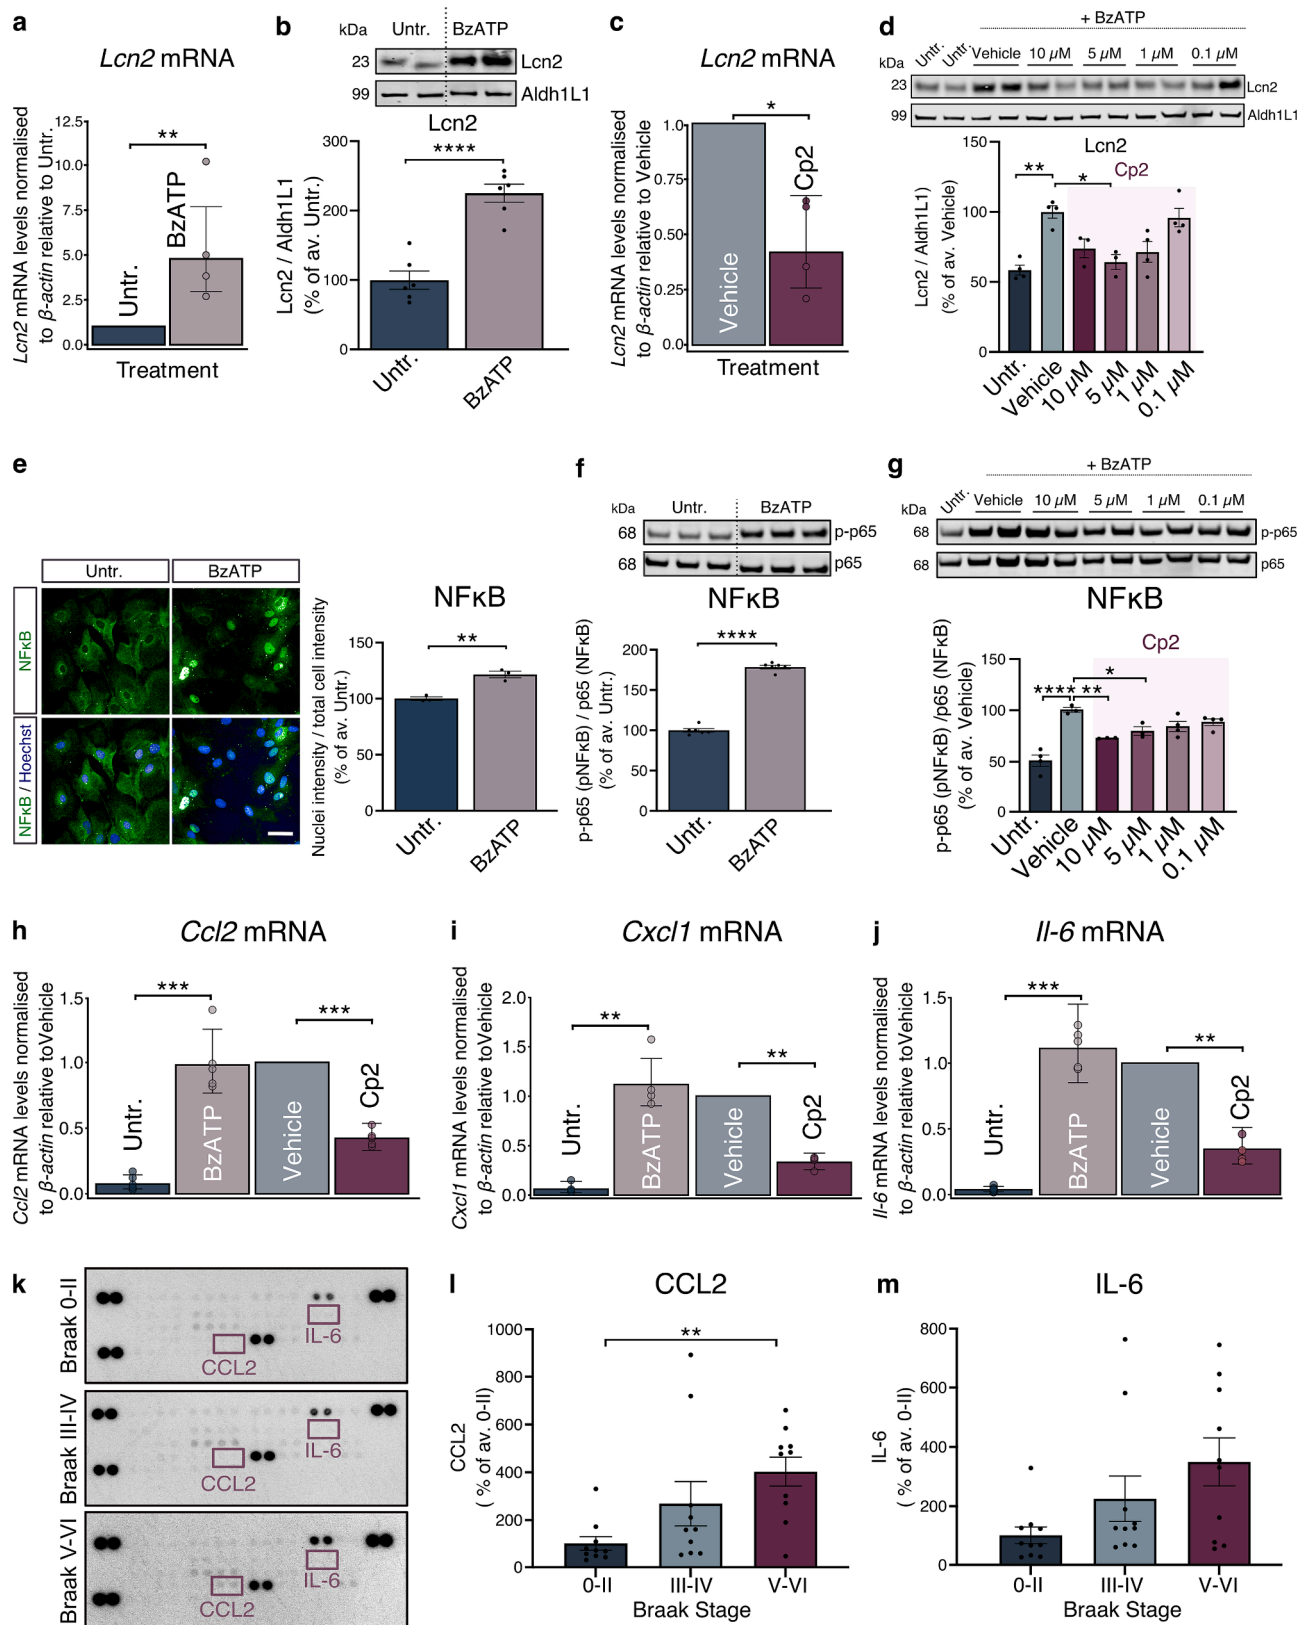 a
Lcn2 mRNA
Lcn2 mRNA levels normalised
to β-actin relative to Untr.
12.5
10.0
7.5
5.0
2.5
0.0
**
Untr.
BzATP
Treatment
b
kDa
Untr.
BzATP
23
Lcn2
99
Aldh1L1
Lcn2
Lcn2 / Aldh1L1
(% of av. Untr.)
300
200
100
0
****
Untr.
BzATP
c
Lcn2 mRNA
Lcn2 mRNA levels normalised
to β-actin relative to Vehicle
1.0
0.75
0.50
0.25
0.0
*
Vehicle
Cp2
Treatment
d
+ BzATP
kDa
Untr.
Untr.
Vehicle
10 µM
5 µM
1 µM
0.1 µM
23
Lcn2
99
Aldh1L1
Lcn2
Cp2
Lcn2 / Aldh1L1)
(% of av. Vehicle)
150
100
50
0
**
*
Untr.
Vehicle
10 µM
5 µM
1 µM
0.1 µM
e
Untr.
BzATP
NFκB
NFκB / Hoechst
NFκB
Nuclei intensity / total cell intensity
(% of av. Untr.)
150
100
50
0
**
Untr.
BzATP
f
kDa
Untr.
BzATP
68
p-p65
68
p65
NFκB
p-p65 (pNFκB) / p65 (NFκB)
(% of av. Untr.)
200
150
100
50
0
****
Untr.
BzATP
g
+ BzATP
kDa
Untr.
Vehicle
10 µM
5 µM
1 µM
0.1 µM
68
p-p65
68
p65
NFκB
Cp2
p-p65 (pNFκB) /p65 (NFκB)
(% of av. Vehicle)
150
100
50
0
****
**
*
Untr.
Vehicle
10 µM
5 µM
1 µM
0.1 µM
h
Ccl2 mRNA
Ccl2 mRNA levels normalised
to β-actin relative toVehicle
1.5
1.0
0.5
0.0
***
***
Untr.
BzATP
Vehicle
Cp2
i
Cxcl1 mRNA
Cxcl1 mRNA levels normalised
to β-actin relative toVehicle
2.0
1.5
1.0
0.5
0.0
**
**
Untr.
BzATP
Vehicle
Cp2
j
Il-6 mRNA
Il-6 mRNA levels normalised
to β-actin relative toVehicle
1.5
1.0
0.5
0.0
***
**
Untr.
BzATP
Vehicle
Cp2
k
Braak 0-II
CCL2
IL-6
Braak III-IV
CCL2
IL-6
Braak V-VI
CCL2
IL-6
l
CCL2
CCL2
( % of av. 0-II)
1000
800
600
400
200
0
**
0-II
III-IV
V-VI
Braak Stage
m
IL-6
IL-6
( % of av. 0-II)
800
600
400
200
0
0-II
III-IV
V-VI
Braak Stage